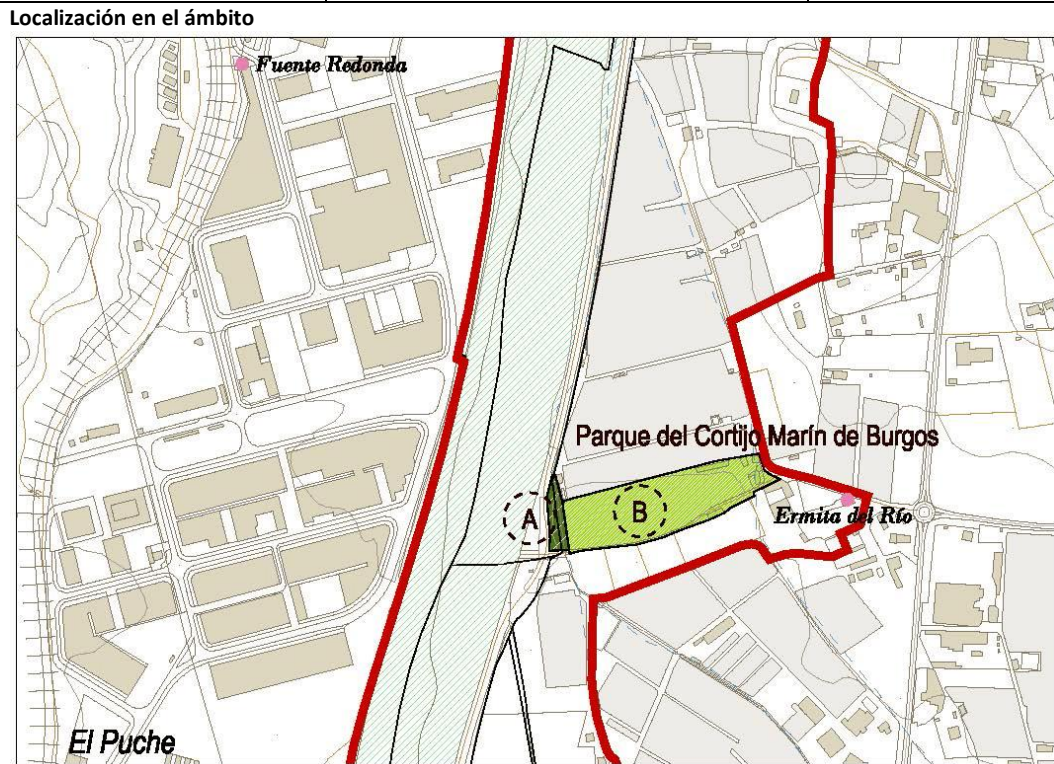 Localización en el ámbito
Fuente Redonda
Parque del Cortijo Marín de Burgos
A
B
Ermita del Río
El Puche